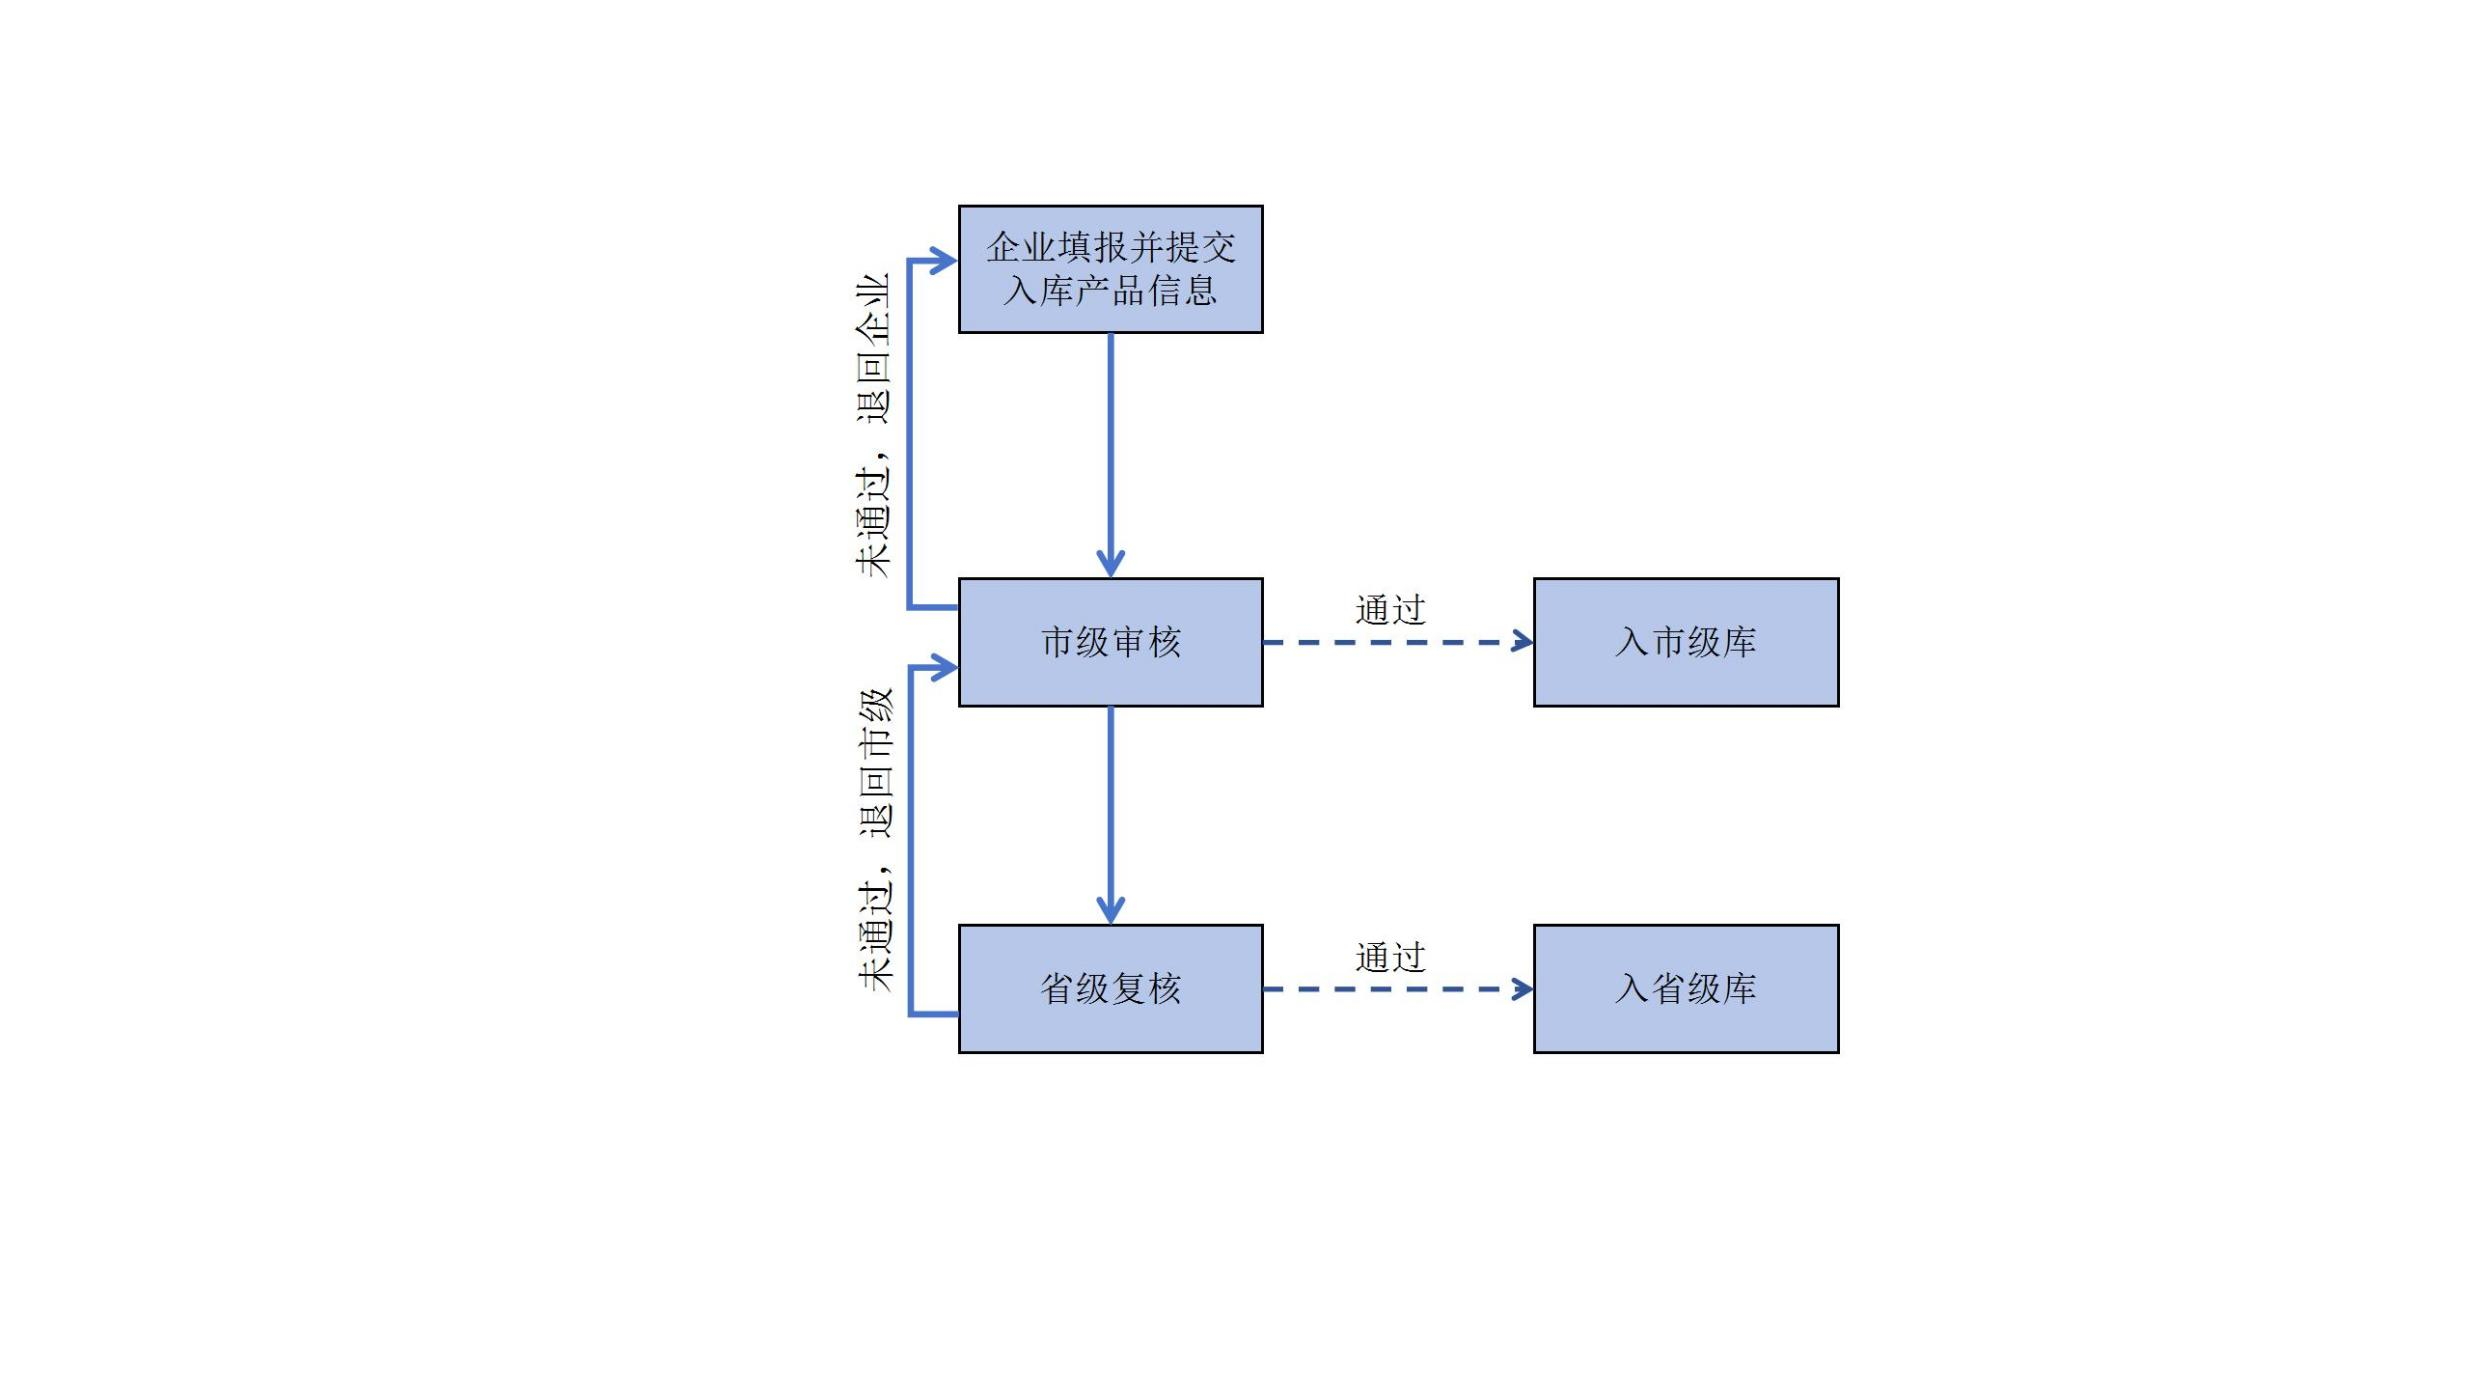 企业填报并提交
入库产品信息
未通过，退回企业
市级审核
通过
入市级库
未通过，退回市级
省级复核
通过
入省级库